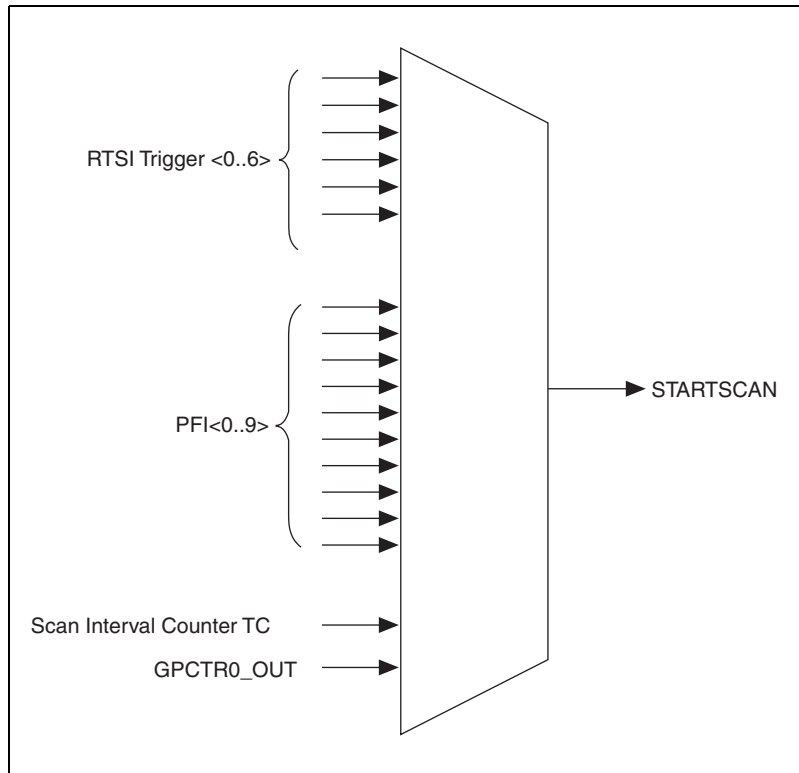 RTSI Trigger <0..6>
PFI<0..9>
STARTSCAN
Scan Interval Counter TC
GPCTR0_OUT